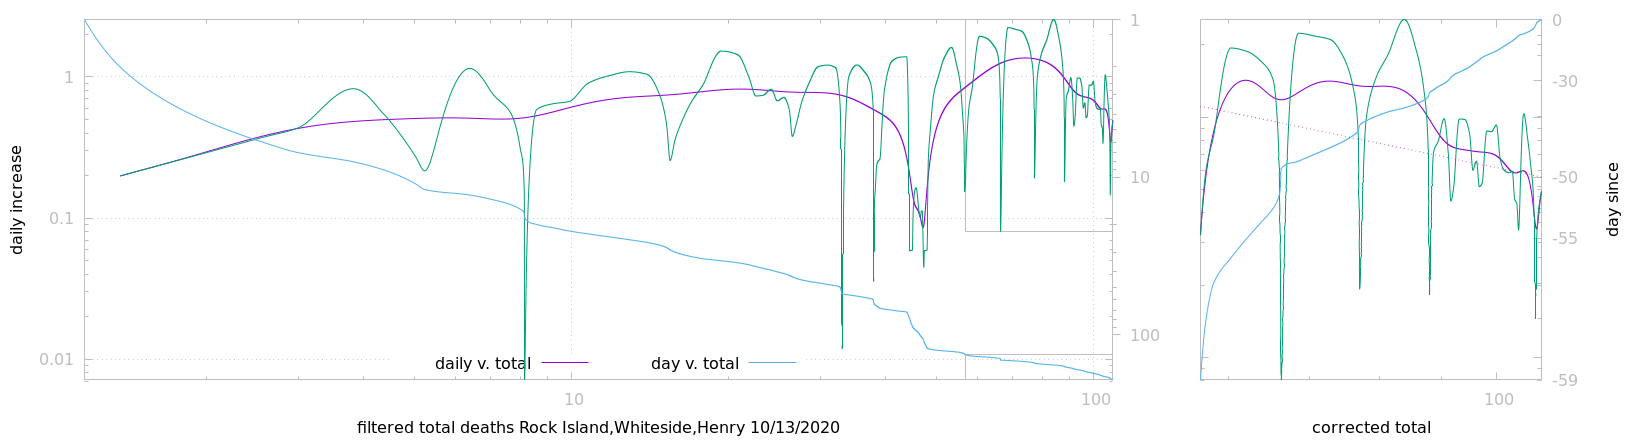 daily increase
1
0.1
0.01
1
10
100
10
100
daily v. total
day v. total
filtered total deaths Rock Island,Whiteside,Henry 10/13/2020
0
-30
-50
-55
-59
day since
100
corrected total